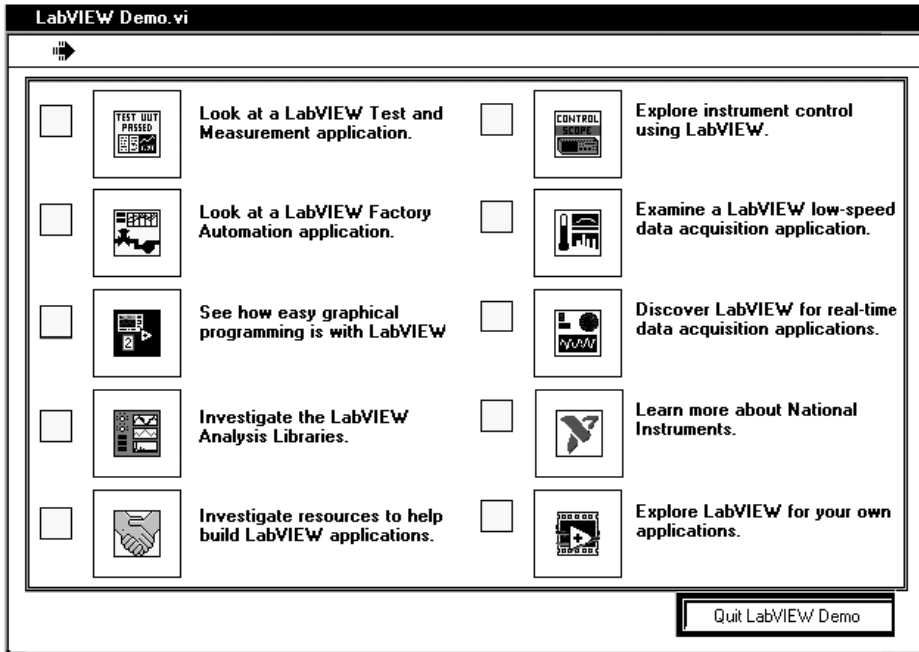 LabVIEW Demo.vi
TEST UUT
PASSED
1.21
Look at a LabVIEW Test and
Measurement application.
Look at a LabVIEW Factory
Automation application.
2
See how easy graphical
programming is with LabVIEW
Investigate the LabVIEW
Analysis Libraries.
Investigate resources to help
build LabVIEW applications.
CONTROL
SCOPE
Explore instrument control
using LabVIEW.
Examine a LabVIEW low-speed
data acquisition application.
Discover LabVIEW for real-time
data acquisition applications.
Learn more about National
Instruments.
Explore LabVIEW for your own
applications.
Quit LabVIEW Demo